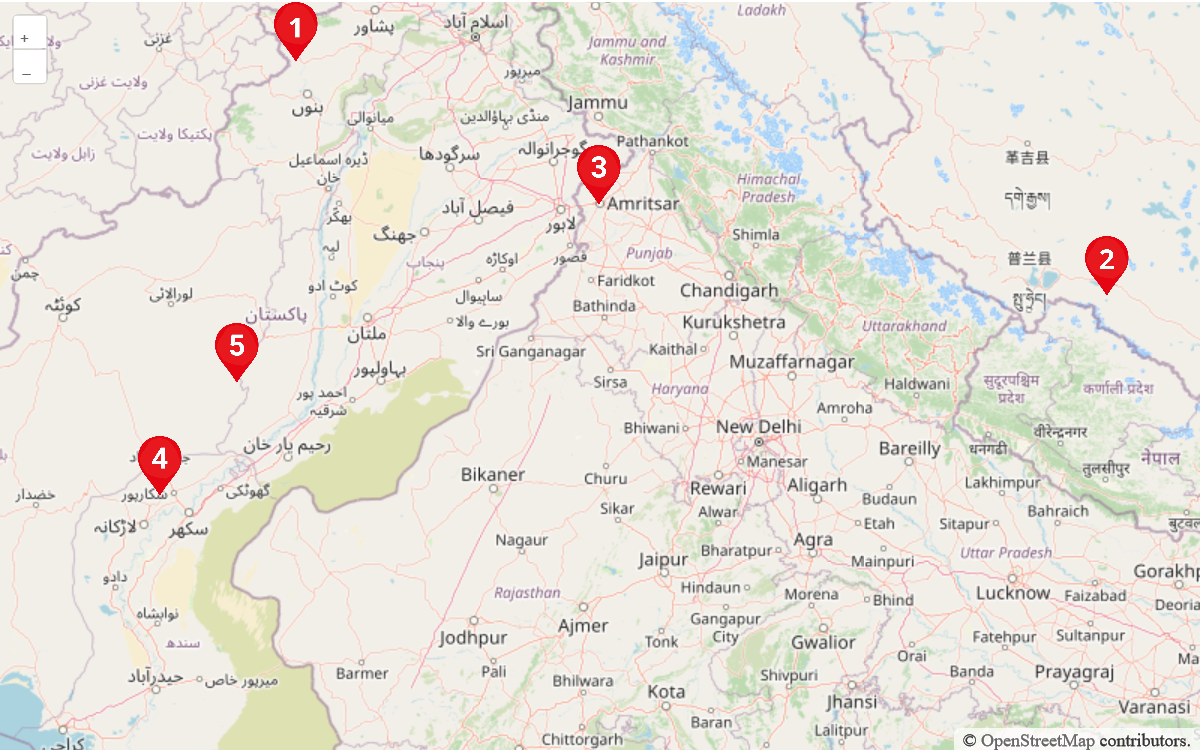 +
–
1
2
3
4
5
غزنی
ولایت غزنی
پکتیکا ولایت
زابل ولایت
پشاور
اسلام آباد
میرپور
بنوں
میانوالی
منڈی بہاؤالدین
Jammu and
Kashmir
Ladakh
Jammu
Pathankot
گوجرانوالہ
سرگودھا
ڈیرہ اسماعیل
خان
بھکّر
لیہ
فیصل آباد
جھنگ
لاہور
قصور
Amritsar
Himachal
Pradesh
Shimla
Punjab
پنجاب
اوکاڑہ
کوٹ ادو
ساہیوال
بورے والا
Faridkot
Bathinda
Chandigarh
Kurukshetra
革吉县
དགེ་རྒྱས།
普兰县
སྤུ་ཧྲེང།
چمن
کوئٹہ
لورالائی
پاکستان
ملتان
بہاولپور
احمد پور
شرقیہ
رحیم یار خان
Sri Ganganagar
Kaithal
Sirsa
Haryana
Uttarakhand
Muzaffarnagar
Haldwani
सुदूरपश्चिम
प्रदेश
कर्णाली प्रदेश
वीरेन्द्रनगर
धनगढी
नेपाल
तुलसीपुर
Amroha
New Delhi
Bhiwani
Manesar
Bareilly
Bikaner
Churu
Rewari
Aligarh
Budaun
Lakhimpur
Bahraich
خضدار
شکارپور
گھوٹکی
لاڑکانہ
سکھر
Sikar
Alwar
Etah
Sitapur
Nagaur
Jaipur
Bharatpur
Agra
Mainpuri
Uttar Pradesh
Gorakhp
دادو
نوابشاہ
سندھ
حیدرآباد
میرپور خاص
کراچی
Rajasthan
Hindaun
Morena
Bhind
Lucknow
Faizabad
Deoria
Jodhpur
Ajmer
Tonk
Gangapur
City
Gwalior
Orai
Fatehpur
Sultanpur
Ma
Barmer
Pali
Bhilwara
Kota
Shivpuri
Banda
Prayagraj
Jhansi
Varanasi
Baran
Lalitpur
Chittorgarh
© OpenStreetMap contributors.